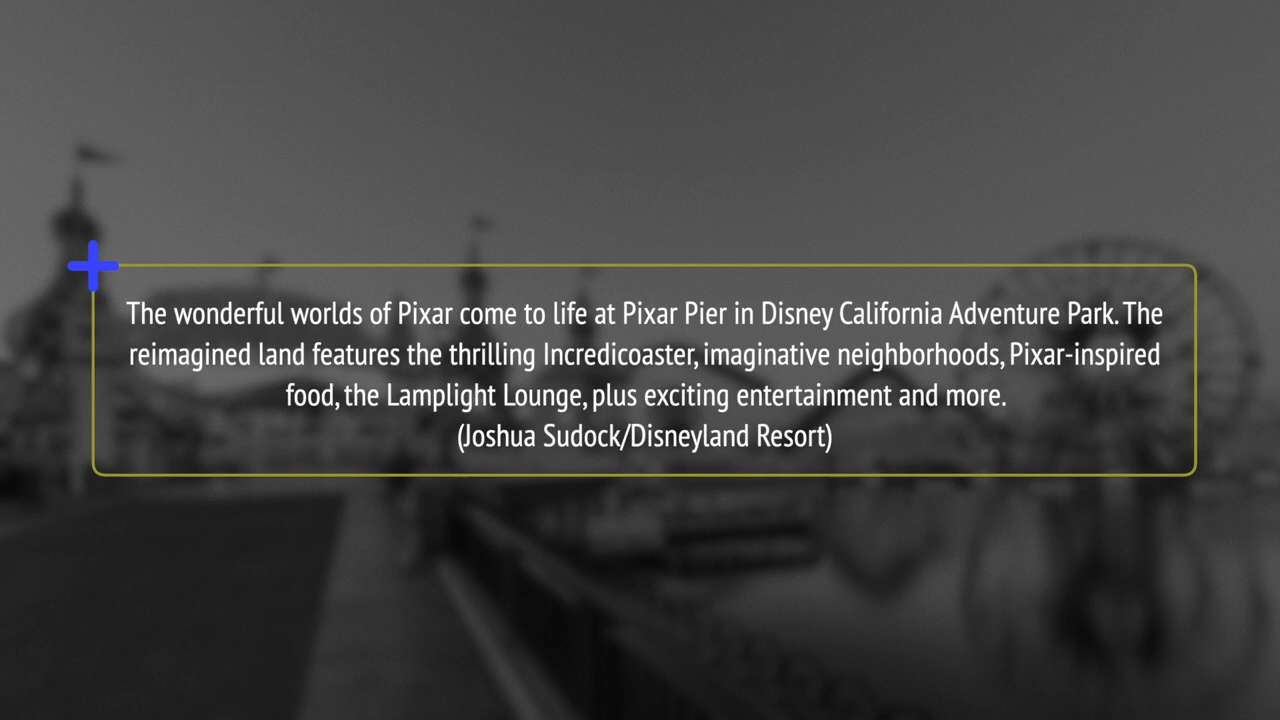 The wonderful worlds of Pixar come to life at Pixar Pier in Disney California Adventure Park. The
reimagined land features the thrilling Incredicoaster, imaginative neighborhoods, Pixar-inspired
food, the Lamplight Lounge, plus exciting entertainment and more.
(Joshua Sudock/Disneyland Resort)